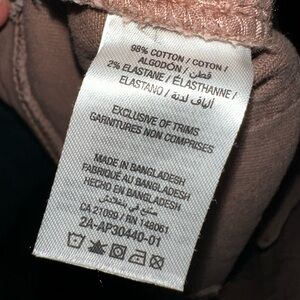 98% COTTON / COTON /
ALGODÓN / قطن
2% ELASTANE / ÉLASTHANNE /
ELASTANO / ألياف لدنة
EXCLUSIVE OF TRIMS
GARNITURES NON COMPRISES
MADE IN BANGLADESH
FABRIQUÉ AU BANGLADESH
HECHO EN BANGLADESH
صنع في بنغلاديش
CA 21099 / RN 148061
2A-AP30440-01